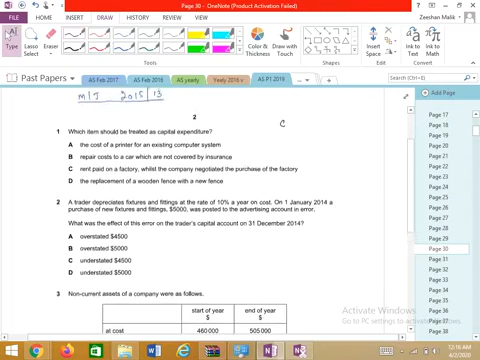 Page 30 - OneNote (Product Activation Failed)
Zeeshan Malik
FILE
HOME
INSERT
DRAW
HISTORY
REVIEW
VIEW
Type
Lasso Select
Eraser
Pan
Color & Thickness
Draw with Touch
Insert Space
Ink to Text
Ink to Math
Past Papers
AS Feb 2017
AS Feb 2016
AS yearly
Yeely 2016 v
AS P1 2019
Search (Ctrl+E)
Add Page
M/J 2015 13
2
C
1 Which item should be treated as capital expenditure?
A the cost of a printer for an existing computer system
B repair costs to a car which are not covered by insurance
C rent paid on a factory, whilst the company negotiated the purchase of the factory
D the replacement of a wooden fence with a new fence
2 A trader depreciates fixtures and fittings at the rate of 10% a year on cost. On 1 January 2014 a
purchase of new fixtures and fittings, $5000, was posted to the advertising account in error.
What was the effect of this error on the trader's capital account on 31 December 2014?
A overstated $4500
B overstated $5000
C understated $4500
D understated $5000
3 Non-current assets of a company were as follows.
start of year
$
end of year
$
at cost 460 000 505 000
Page 17
Page 18
Page 19
Page 20
Page 21
Page 22
Page 23
Page 24
Page 25
Page 26
Page 27
Page 28
Page 29
Page 30
Page 31
Page 32
Page 33
Page 34
Page 35
Page 36
Page 37
Page 38
Activate Windows
Go to PC settings to activate Windows.
12:16 AM
4/2/2020